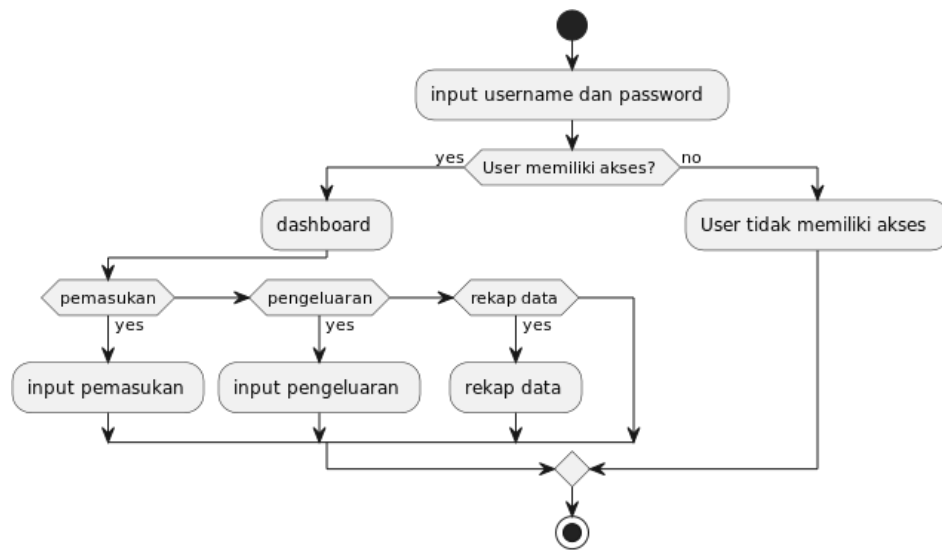 input username dan password
yes
User memiliki akses?
no
dashboard
User tidak memiliki akses
pemasukan
pengeluaran
rekap data
yes
yes
yes
input pemasukan
input pengeluaran
rekap data